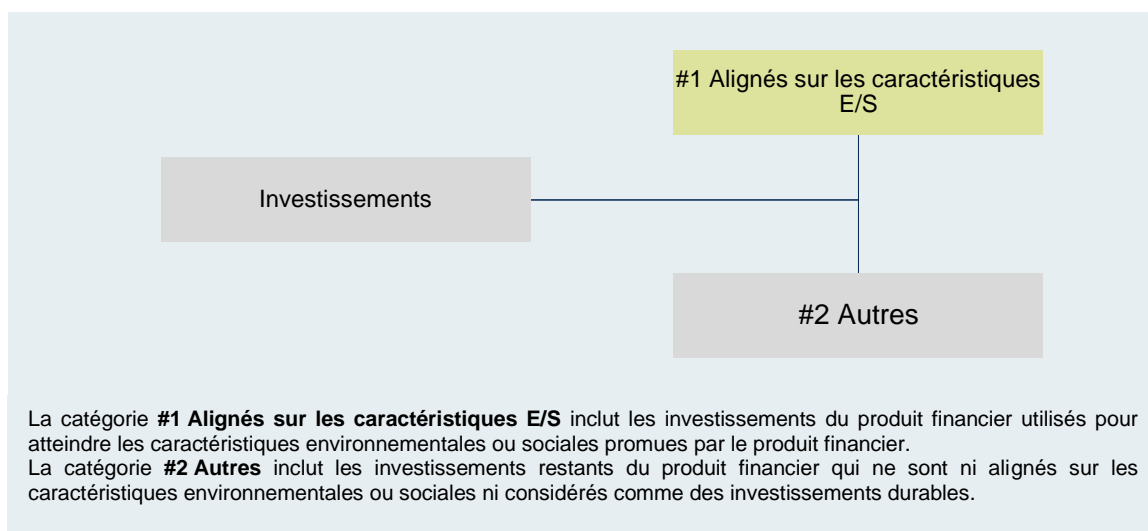 #1 Alignés sur les caractéristiques
E/S
Investissements
#2 Autres
La catégorie #1 Alignés sur les caractéristiques E/S inclut les investissements du produit financier utilisés pour
atteindre les caractéristiques environnementales ou sociales promues par le produit financier.
La catégorie #2 Autres inclut les investissements restants du produit financier qui ne sont ni alignés sur les
caractéristiques environnementales ou sociales ni considérés comme des investissements durables.